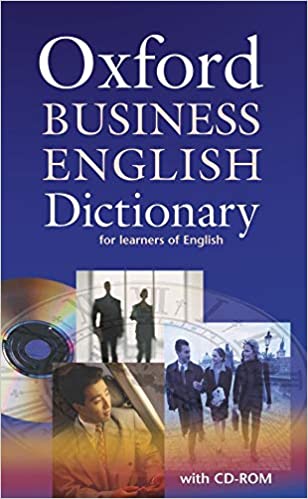 Oxford
BUSINESS
ENGLISH
Dictionary
for learners of English
with CD-ROM